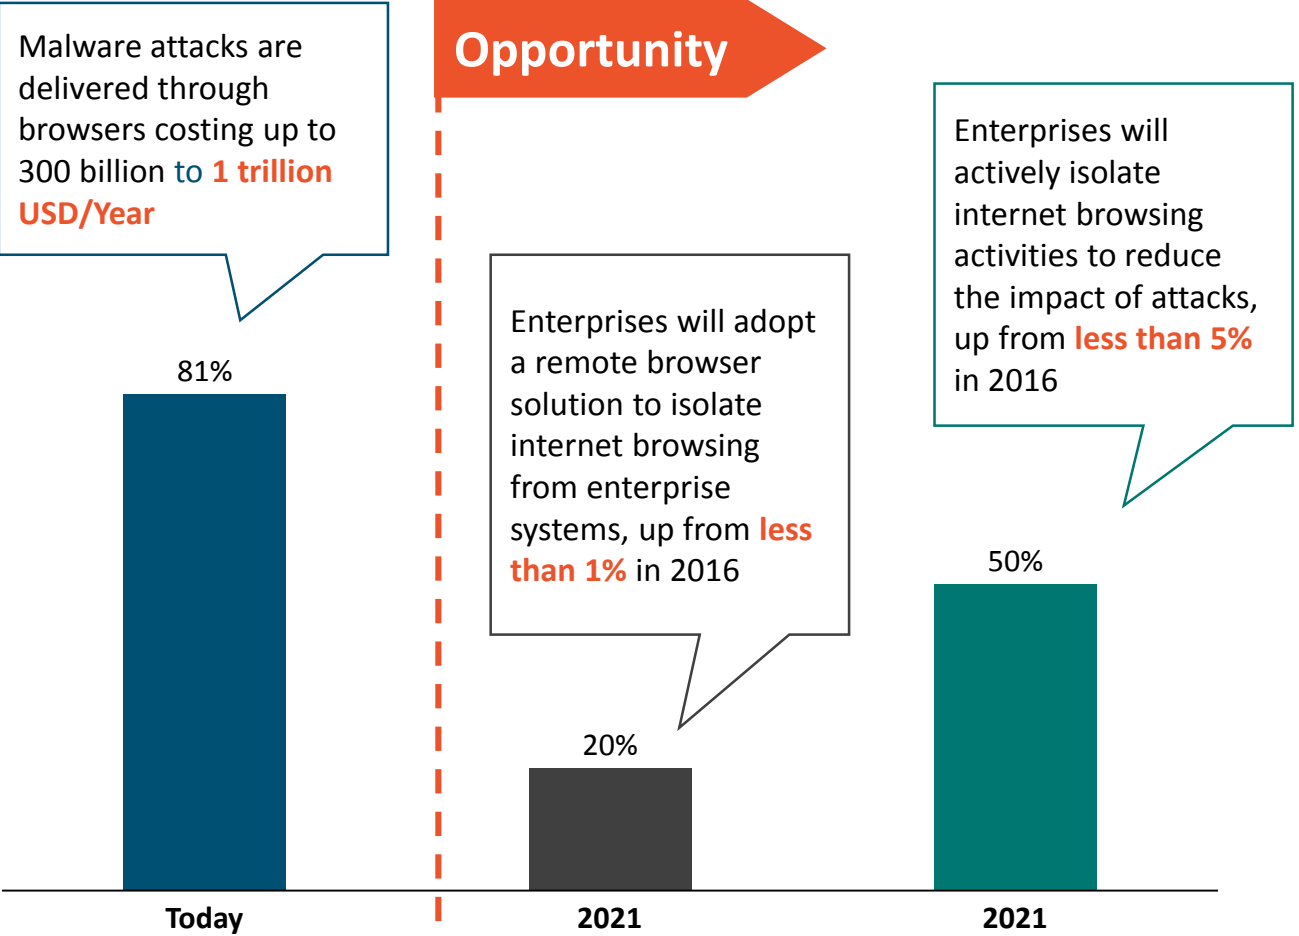 Malware attacks are
delivered through
browsers costing up to
300 billion to 1 trillion
USD/Year
81%
Today
Opportunity
Enterprises will adopt
a remote browser
solution to isolate
internet browsing
from enterprise
systems, up from less
than 1% in 2016
20%
2021
Enterprises will
actively isolate
internet browsing
activities to reduce
the impact of attacks,
up from less than 5%
in 2016
50%
2021